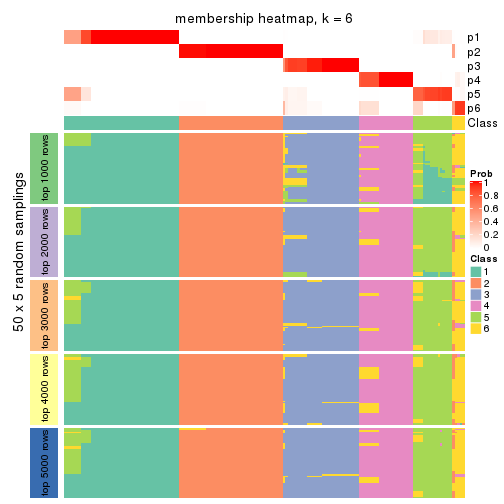 membership heatmap, k = 6
p1
p2
p3
p4
p5
p6
Class
50 x 5 random samplings
top 1000 rows
top 2000 rows
top 3000 rows
top 4000 rows
top 5000 rows
Prob
1
0.8
0.6
0.4
0.2
0
Class
1
2
3
4
5
6